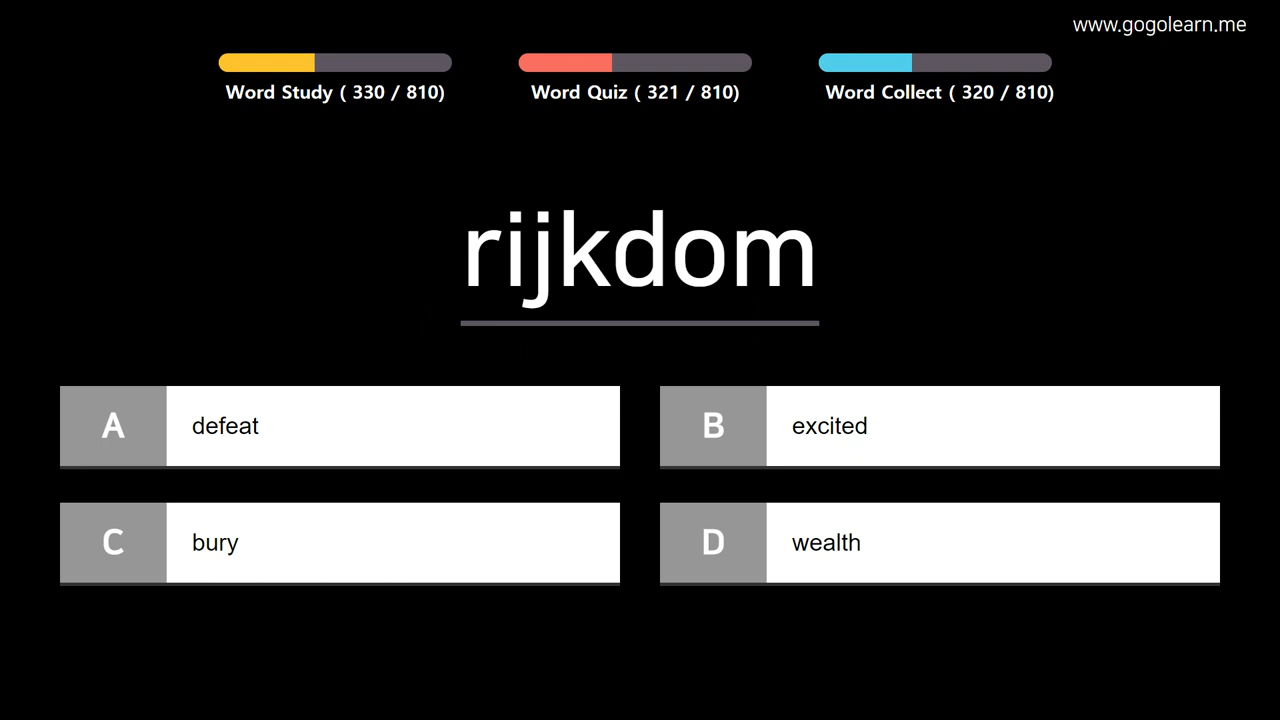 www.gogolearn.me
Word Study ( 330 / 810)
Word Quiz ( 321 / 810)
Word Collect ( 320 / 810)
rijkdom
A defeat
B excited
C bury
D wealth